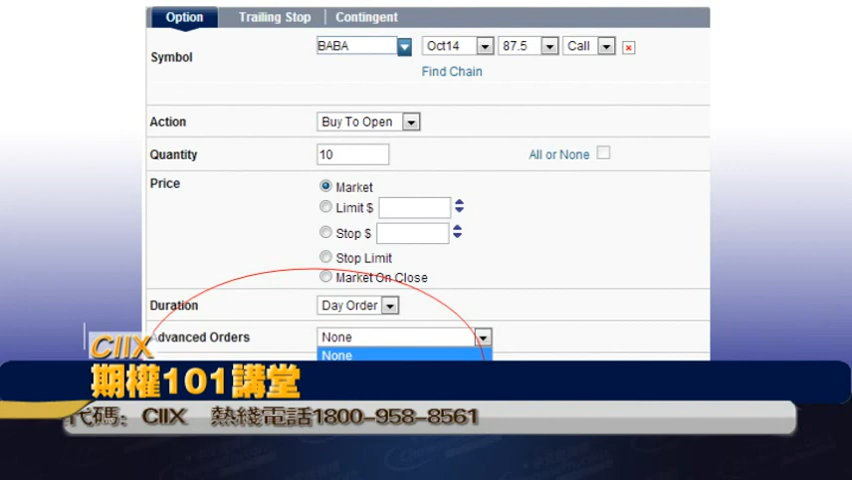 Option Trailing Stop Contingent
Symbol BABA Oct14 87.5 Call
Find Chain
Action Buy To Open
Quantity 10 All or None
Price Market
Limit $
Stop $
Stop Limit
Market On Close
Duration Day Order
Advanced Orders None
None
CIIX
期權101講堂
代碼：CIIX 熱綫電話1800-958-8561